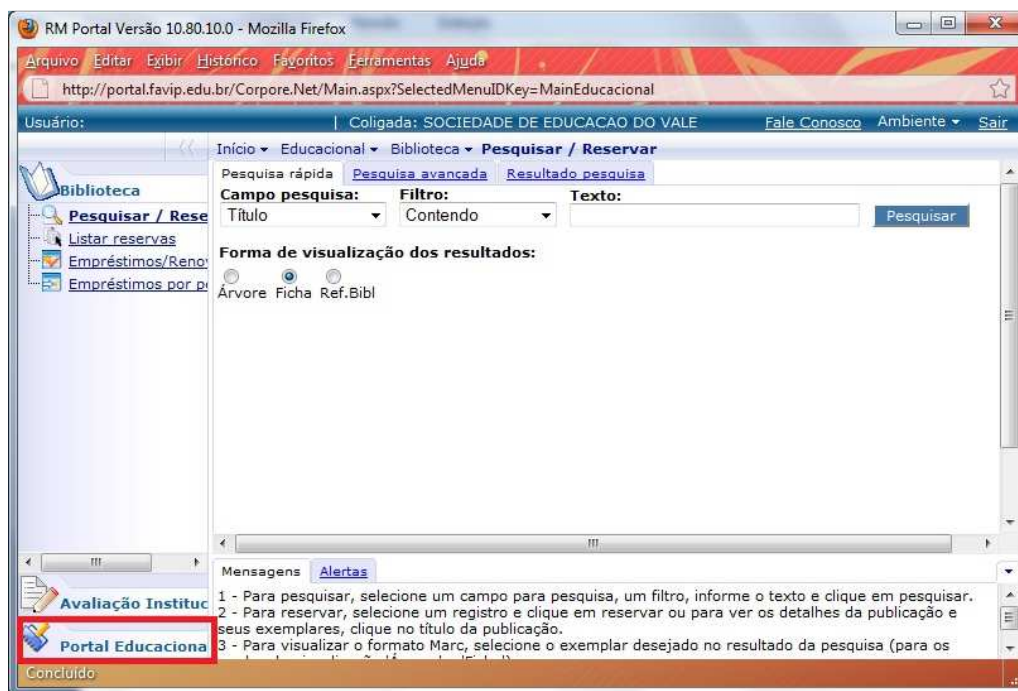 RM Portal Versão 10.80.10.0 - Mozilla Firefox
Arquivo Editar Exibir Histórico Favoritos Ferramentas Ajuda
http://portal.favip.edu.br/Corpore.Net/Main.aspx?SelectedMenuIDKey=MainEducacional
Usuário: | Coligada: SOCIEDADE DE EDUCACAO DO VALE Fale Conosco Ambiente Sair
Início Educacional Biblioteca Pesquisar / Reservar
Biblioteca
Pesquisar / Rese
Listar reservas
Empréstimos/Reno
Empréstimos por p
Pesquisa rápida Pesquisa avançada Resultado pesquisa
Campo pesquisa: Filtro: Texto:
Título Contendo Pesquisar
Forma de visualização dos resultados:
Árvore Ficha Ref.Bibl
Avaliação Instituc
Portal Educaciona
Mensagens Alertas
1 - Para pesquisar, selecione um campo para pesquisa, um filtro, informe o texto e clique em pesquisar.
2 - Para reservar, selecione um registro e clique em reservar ou para ver os detalhes da publicação e
seus exemplares, clique no título da publicação.
3 - Para visualizar o formato Marc, selecione o exemplar desejado no resultado da pesquisa (para os
Concluído